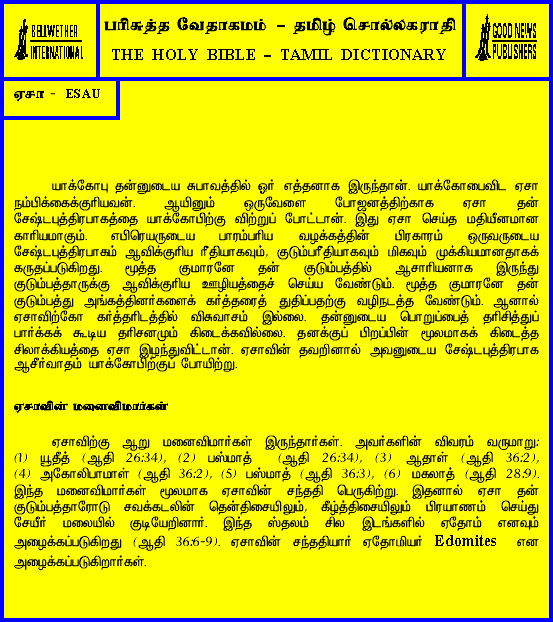 BELLWETHER INTERNATIONAL
பரிசுத்த வேதாகமம் – தமிழ் சொல்லகராதி
THE HOLY BIBLE – TAMIL DICTIONARY
GOOD NEWS PUBLISHERS
ஏசா - ESAU
யாக்கோபு தன்னுடைய சுபாவத்தில் ஓர் எத்தனாக இருந்தான். யாக்கோபைவிட ஏசா
நம்பிக்கைக்குரியவன். ஆயினும் ஒருவேளை போஜனத்திற்காக ஏசா தன்
சேஷ்டபுத்திரபாகத்தை யாக்கோபிற்கு விற்றுப் போட்டான். இது ஏசா செய்த மதியீனமான
காரியமாகும். எபிரெயருடைய பாரம்பரிய வழக்கத்தின் பிரகாரம் ஒருவருடைய
சேஷ்டபுத்திரபாகம் ஆவிக்குரிய ரீதியாகவும், குடும்பரீதியாகவும் மிகவும் முக்கியமானதாகக்
கருதப்படுகிறது. மூத்த குமாரனே தன் குடும்பத்தில் ஆசாரியனாக இருந்து
குடும்பத்தாருக்கு ஆவிக்குரிய ஊழியத்தைச் செய்ய வேண்டும். மூத்த குமாரனே தன்
குடும்பத்து அங்கத்தினர்களைக் கர்த்தரைத் துதிப்பதற்கு வழிநடத்த வேண்டும். ஆனால்
ஏசாவிற்கோ கர்த்தரிடத்தில் விசுவாசம் இல்லை. தன்னுடைய பொறுப்பைத் தரிசித்துப்
பார்க்கக் கூடிய தரிசனமும் கிடைக்கவில்லை. தனக்குப் பிறப்பின் மூலமாகக் கிடைத்த
சிலாக்கியத்தை ஏசா இழந்துவிட்டான். ஏசாவின் தவறினால் அவனுடைய சேஷ்டபுத்திரபாக
ஆசீர்வாதம் யாக்கோபிற்குப் போயிற்று.
ஏசாவின் மனைவிமார்கள்
ஏசாவிற்கு ஆறு மனைவிமார்கள் இருந்தார்கள். அவர்களின் விவரம் வருமாறு:
(1) யூதீத் (ஆதி 26:34), (2) பஸ்மாத் (ஆதி 26:34), (3) ஆதாள் (ஆதி 36:2),
(4) அகோலிபாமாள் (ஆதி 36:2), (5) பஸ்மாத் (ஆதி 36:3), (6) மகலாத் (ஆதி 28:9).
இந்த மனைவிமார்கள் மூலமாக ஏசாவின் சந்ததி பெருகிற்று. இதனால் ஏசா தன்
குடும்பத்தாரோடு சவக்கடலின் தென்திசையிலும், கீழ்த்திசையிலும் பிரயாணம் செய்து
சேயீர் மலையில் குடியேறினார். இந்த ஸ்தலம் சில இடங்களில் ஏதோம் எனவும்
அழைக்கப்படுகிறது (ஆதி 36:6-9). ஏசாவின் சந்ததியார் ஏதோமியர் Edomites என
அழைக்கப்படுகிறார்கள்.